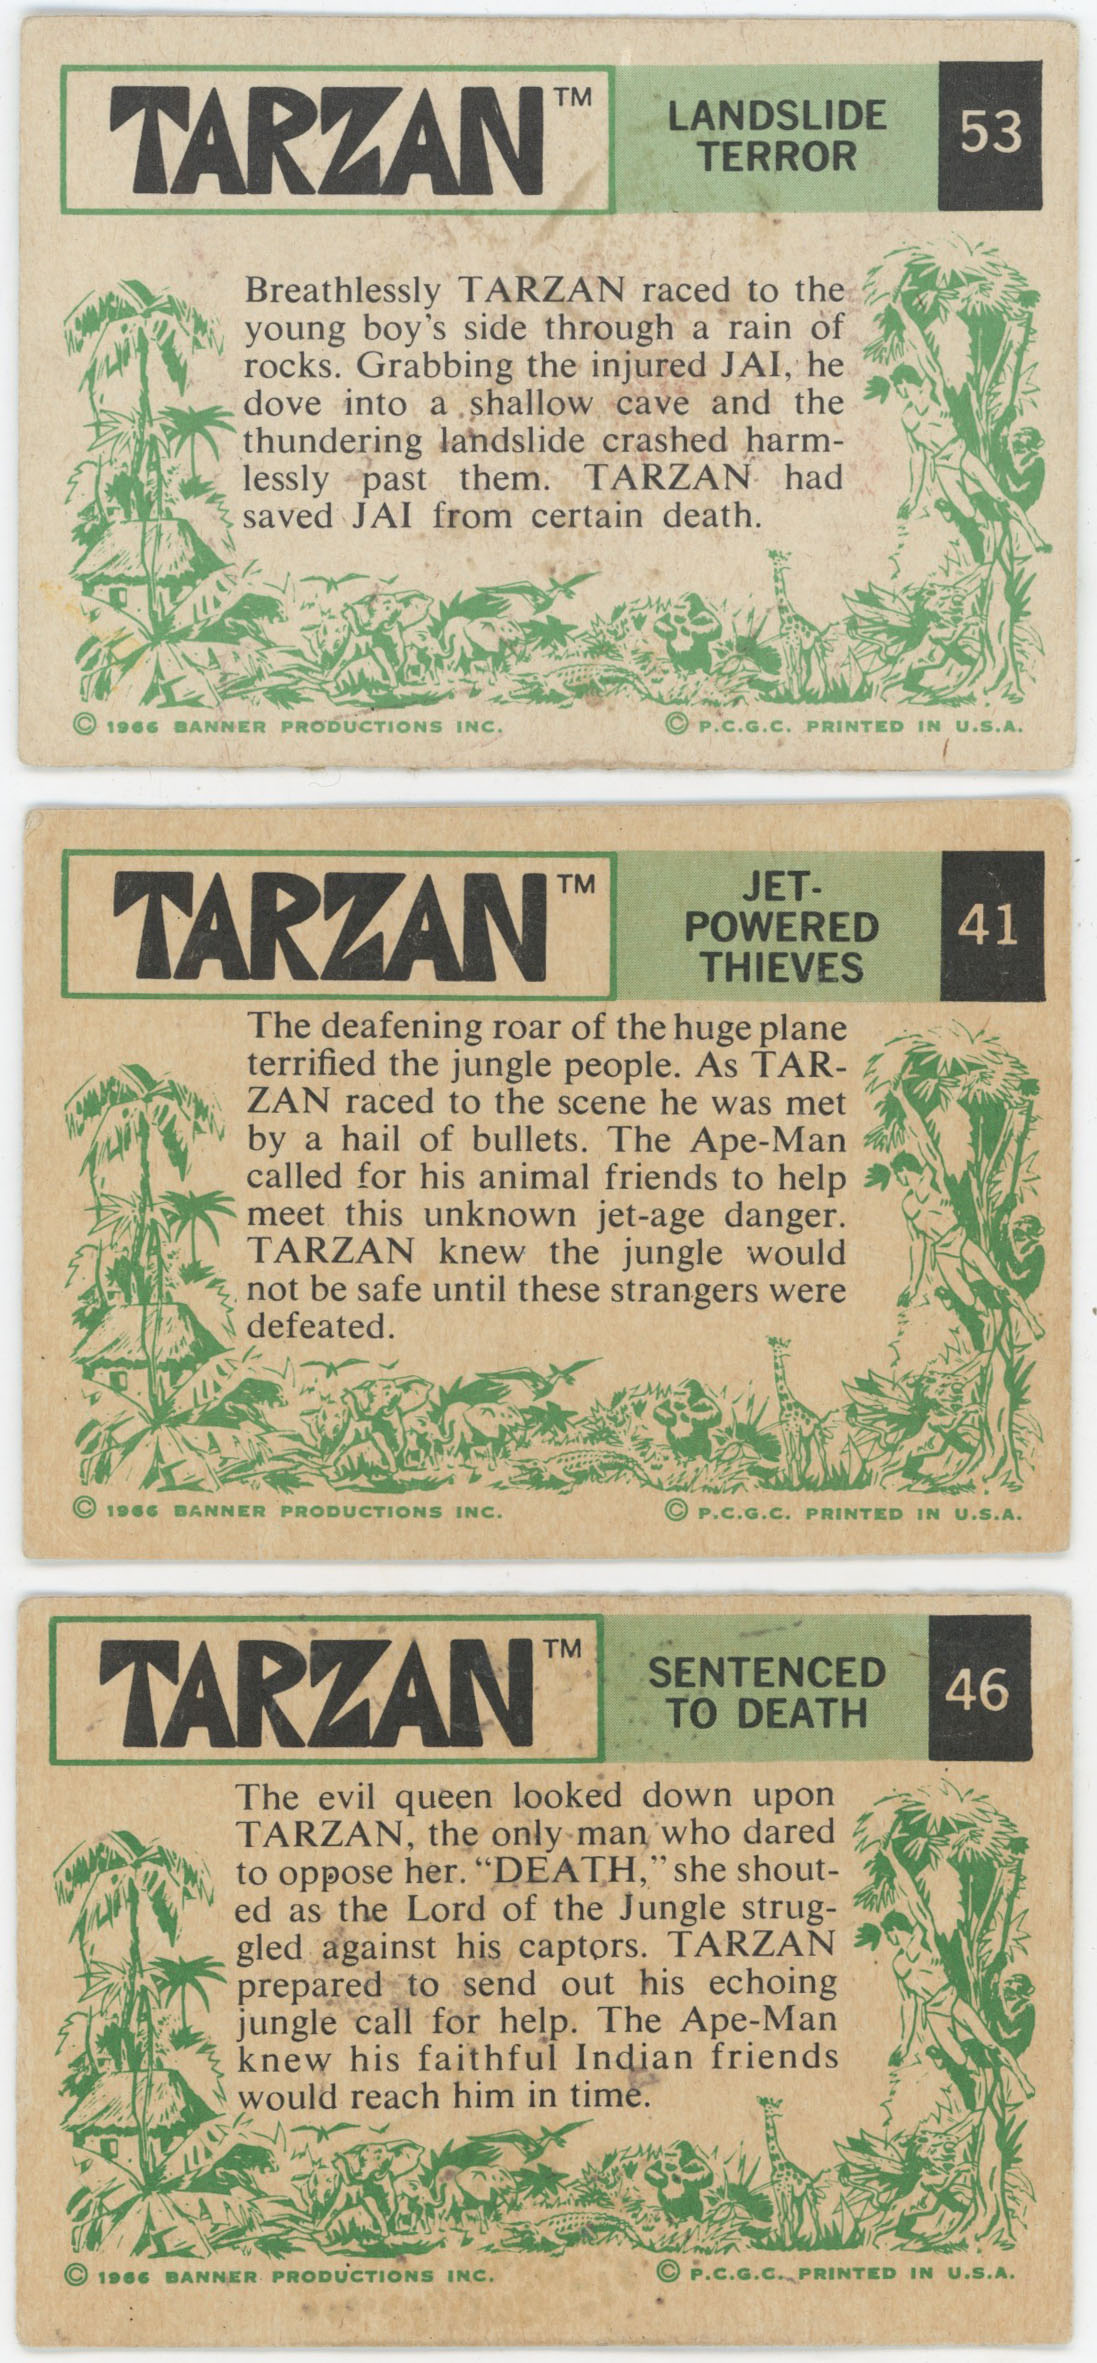 TARZAN™
LANDSLIDE
TERROR
53
Breathlessly TARZAN raced to the
young boy's side through a rain of
rocks. Grabbing the injured JAI, he
dove into a shallow cave and the
thundering landslide crashed harm-
lessly past them. TARZAN had
saved JAI from certain death.
© 1966 BANNER PRODUCTIONS INC.
© P.C.G.C. PRINTED IN U.S.A.
TARZAN™
JET-
POWERED
THIEVES
41
The deafening roar of the huge plane
terrified the jungle people. As TAR-
ZAN raced to the scene he was met
by a hail of bullets. The Ape-Man
called for his animal friends to help
meet this unknown jet-age danger.
TARZAN knew the jungle would
not be safe until these strangers were
defeated.
© 1966 BANNER PRODUCTIONS INC.
© P.C.G.C. PRINTED IN U.S.A.
TARZAN™
SENTENCED
TO DEATH
46
The evil queen looked down upon
TARZAN, the only man who dared
to oppose her. “DEATH,” she shout-
ed as the Lord of the Jungle strug-
gled against his captors. TARZAN
prepared to send out his echoing
jungle call for help. The Ape-Man
knew his faithful Indian friends
would reach him in time.
© 1966 BANNER PRODUCTIONS INC.
© P.C.G.C. PRINTED IN U.S.A.